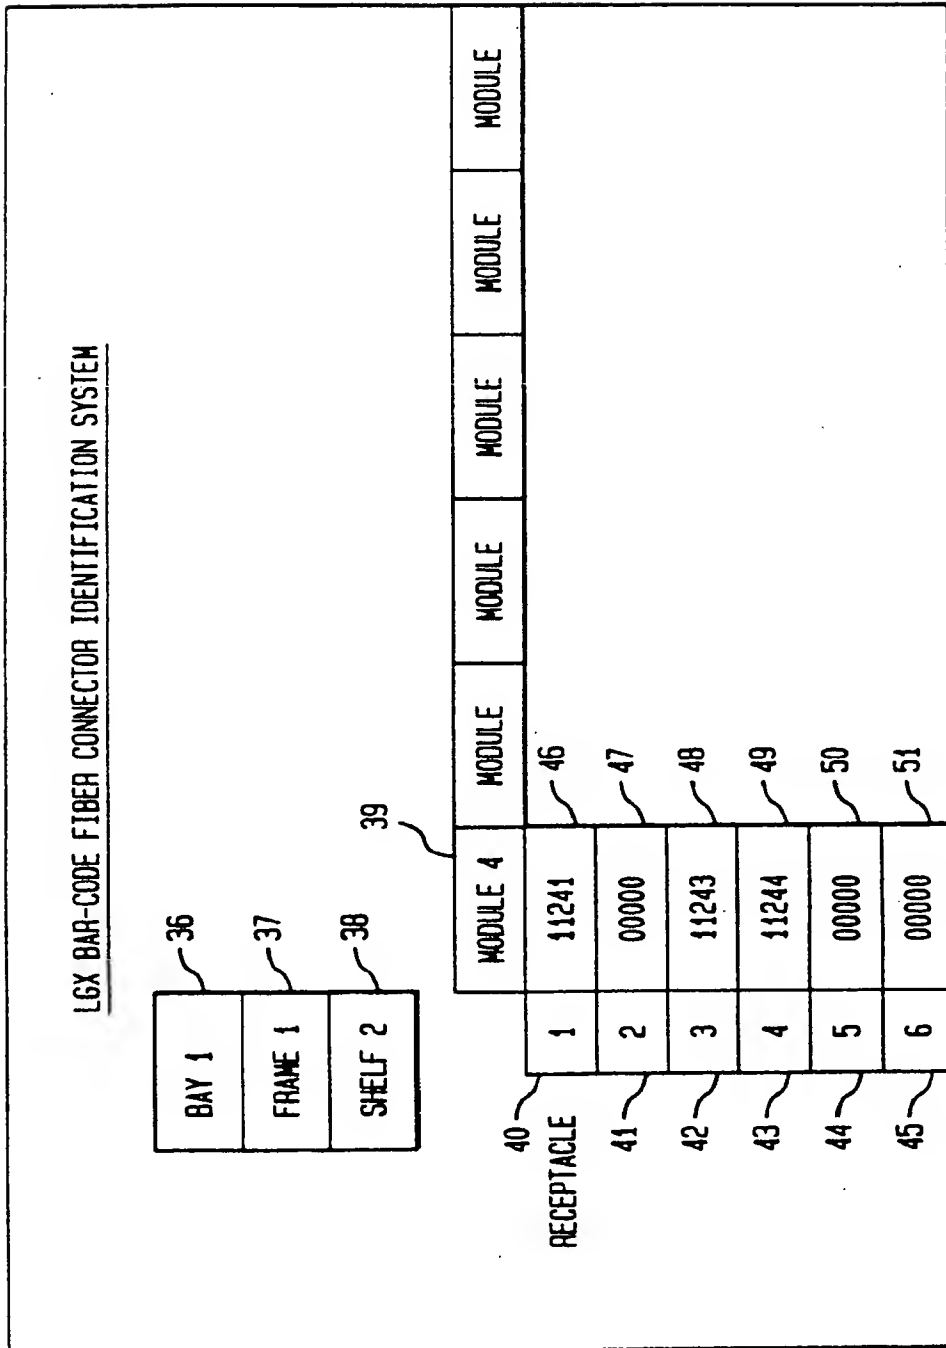 LGX BAR-CODE FIBER CONNECTOR IDENTIFICATION SYSTEM
BAY 1 36
FRAME 1 37
SHELF 2 38
39
MODULE 4 MODULE MODULE MODULE MODULE MODULE
40 1 11241 46
RECEPTACLE
41 2 00000 47
42 3 11243 48
43 4 11244 49
44 5 00000 50
45 6 00000 51